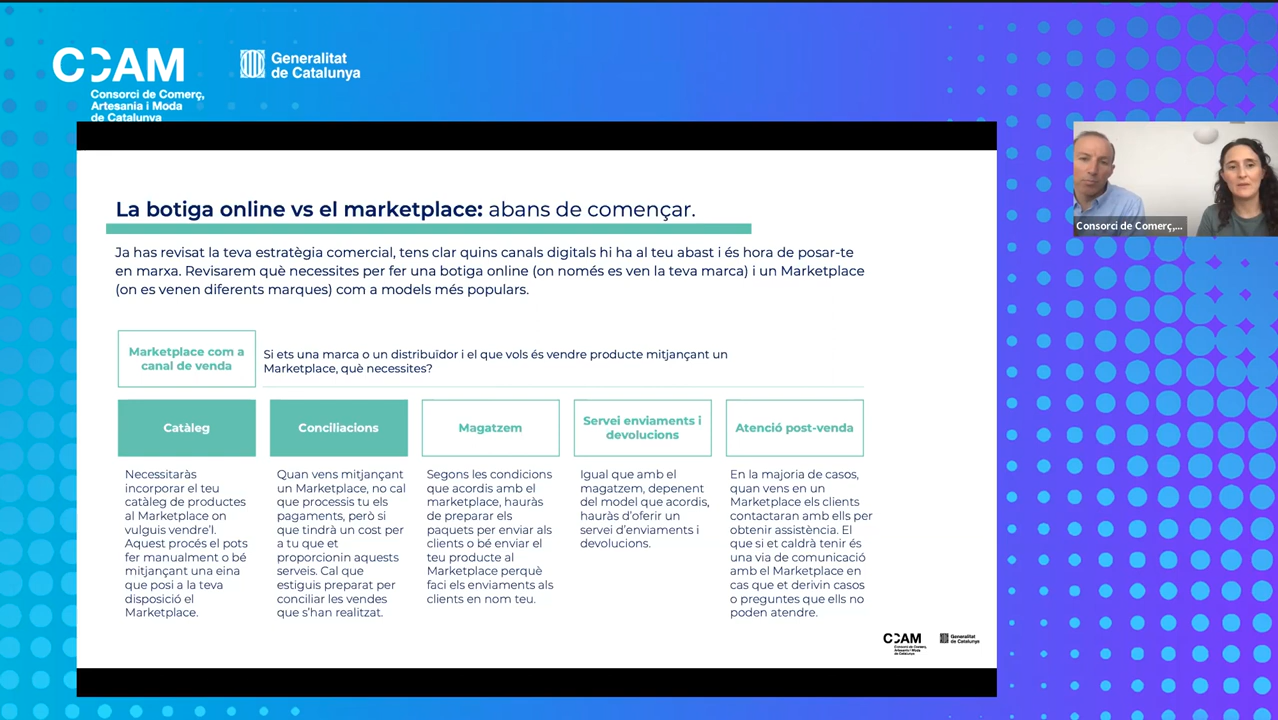 CCAM
Consorci de Comerç,
Artesania i Moda
de Catalunya
Generalitat
de Catalunya
La botiga online vs el marketplace: abans de començar.
Ja has revisat la teva estratègia comercial, tens clar quins canals digitals hi ha al teu abast i és hora de posar-te
en marxa. Revisarem què necessites per fer una botiga online (on només es ven la teva marca) i un Marketplace
(on es venen diferents marques) com a models més populars.
Marketplace com a
canal de venda
Si ets una marca o un distribuidor i el que vols és vendre producte mitjançant un
Marketplace, què necessites?
Catàleg
Necessitaràs
incorporar el teu
catàleg de productes
al Marketplace on
vulguis vendre’l.
Aquest procés el pots
fer manualment o bé
mitjançant una eina
que posi a la teva
disposició el
Marketplace.
Conciliacions
Quan vens mitjançant
un Marketplace, no cal
que processis tu els
pagaments, però si
que tindrà un cost per
a tu que et
proporcionin aquests
serveis. Cal que
estiguis preparat per
conciliar les vendes
que s’han realitzat.
Magatzem
Segons les condicions
que acordis amb el
marketplace, hauràs
de preparar els
paquets per enviar als
clients o bé enviar el
teu producte al
Marketplace perquè
faci els enviaments als
clients en nom teu.
Servei enviaments i
devolucions
Igual que amb el
magatzem, depenent
del model que acordis,
hauràs d’oferir un
servei d’enviaments i
devolucions.
Atenció post-venda
En la majoria de casos,
quan vens en un
Marketplace els clients
contactaran amb ells per
obtenir assistència. El
que si et caldrà tenir és
una via de comunicació
amb el Marketplace en
cas que et derivin casos
o preguntes que ells no
poden atendre.
CCAM
Consorci de Comerç,
Artesania i Moda
de Catalunya
Generalitat
de Catalunya
Consorci de Comerç,...